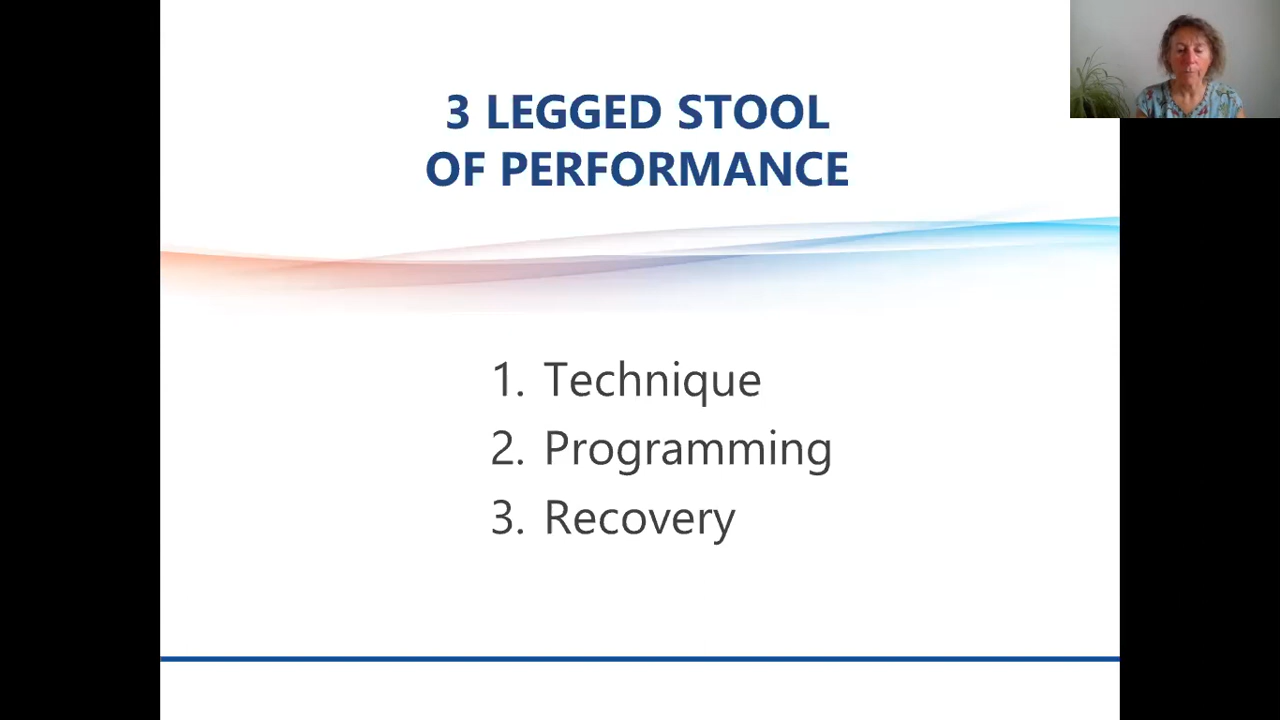 3 LEGGED STOOL
OF PERFORMANCE
1. Technique
2. Programming
3. Recovery